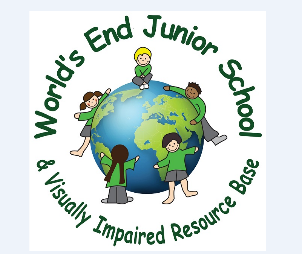 World's End Junior School
& Visually Impaired Resource Base